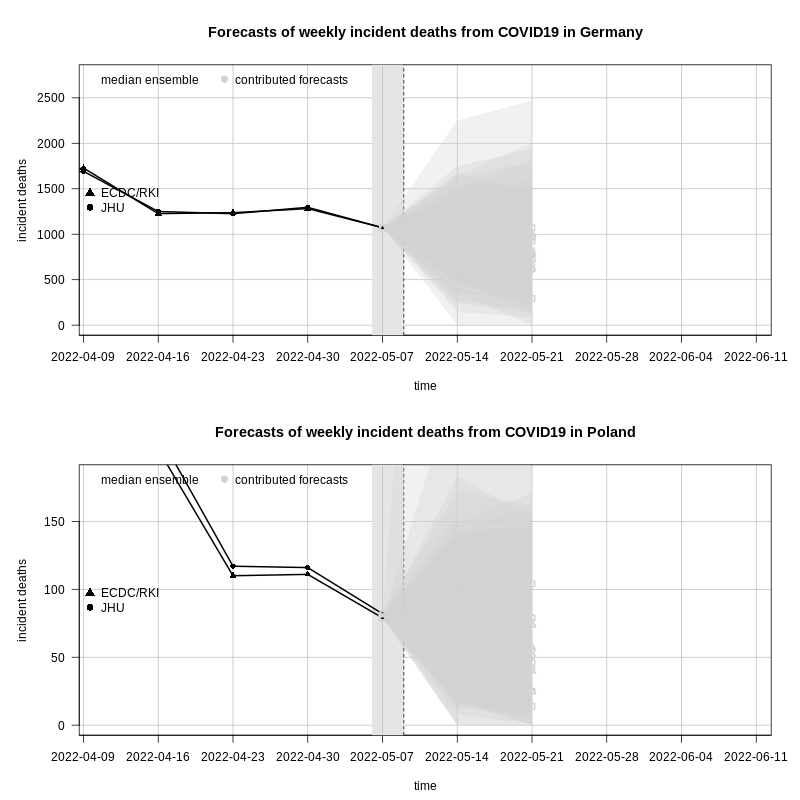 Forecasts of weekly incident deaths from COVID19 in Germany
median ensemble contributed forecasts
2500
2000
1500
1000
500
0
incident deaths
ECDC/RKI
JHU
2022-04-09 2022-04-16 2022-04-23 2022-04-30 2022-05-07 2022-05-14 2022-05-21 2022-05-28 2022-06-04 2022-06-11
time
Forecasts of weekly incident deaths from COVID19 in Poland
median ensemble contributed forecasts
150
100
50
0
incident deaths
ECDC/RKI
JHU
2022-04-09 2022-04-16 2022-04-23 2022-04-30 2022-05-07 2022-05-14 2022-05-21 2022-05-28 2022-06-04 2022-06-11
time